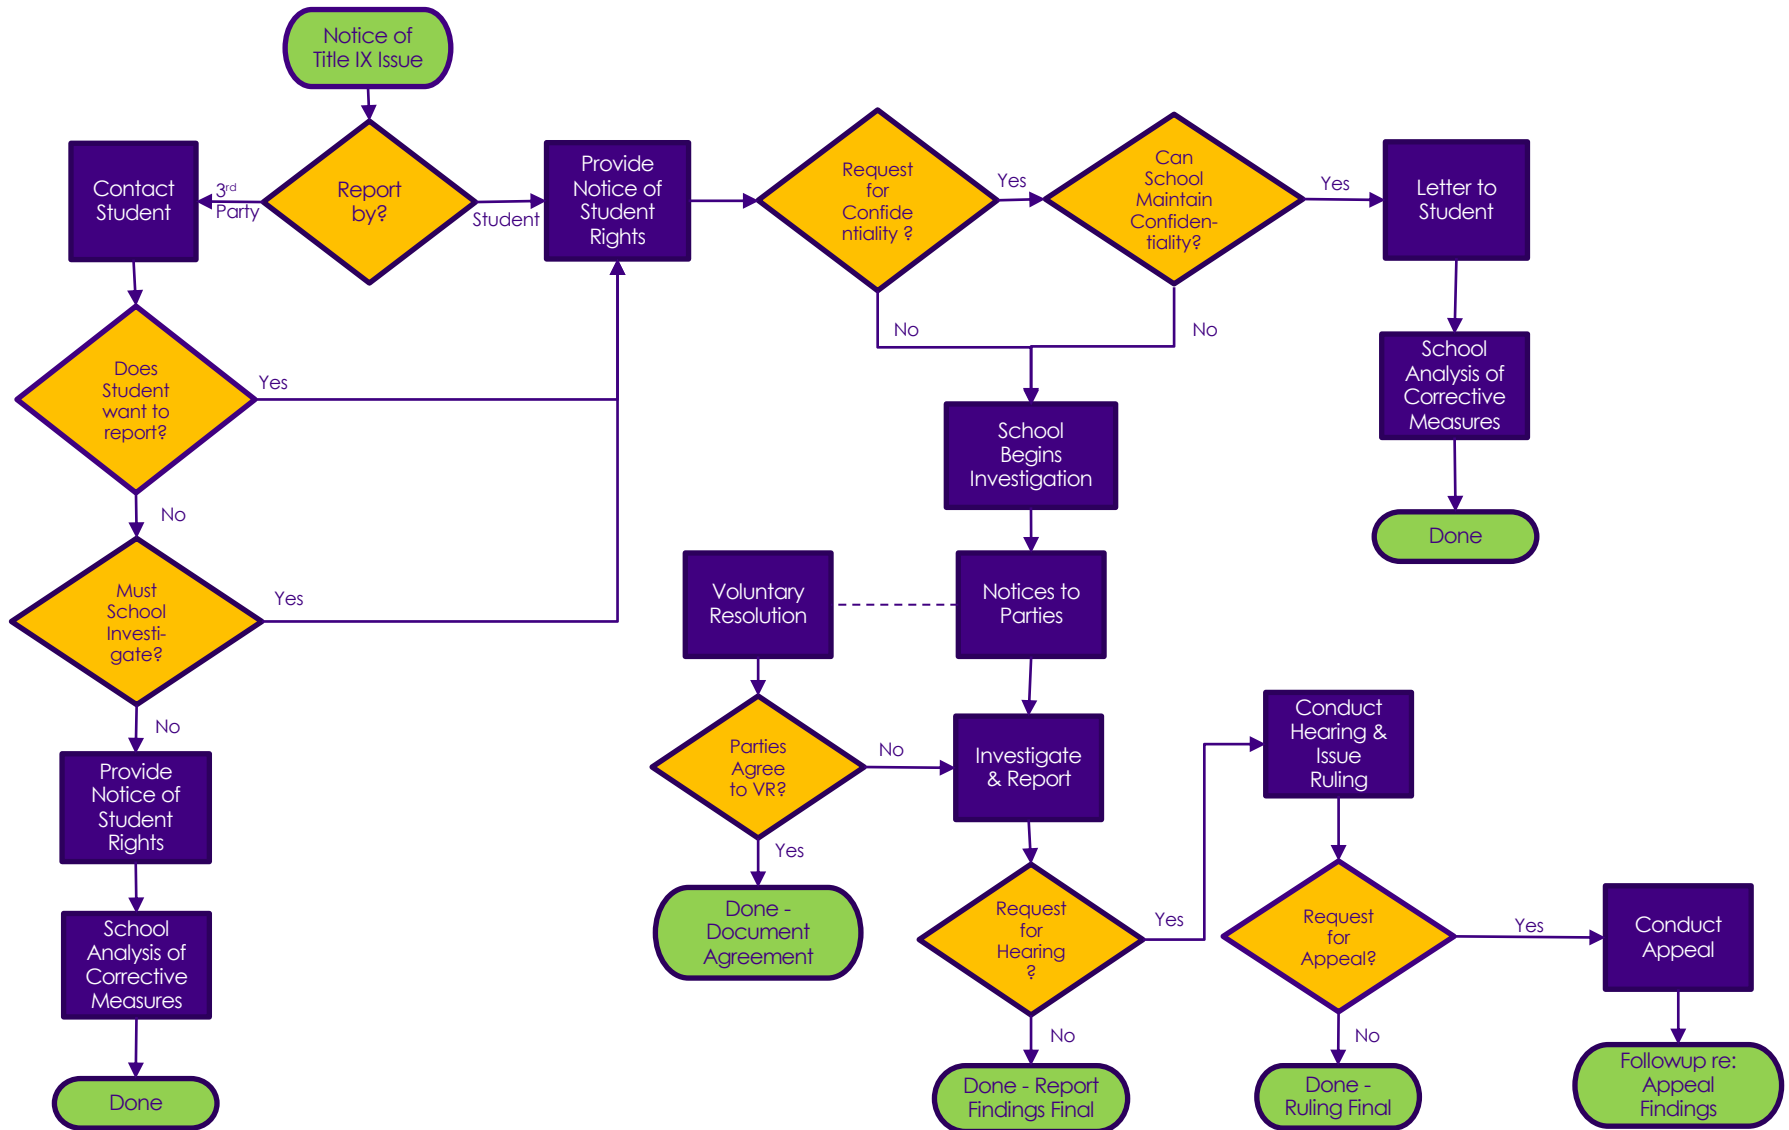 Notice of
Title IX Issue
Contact
Student
3rd
Party
Report
by?
Student
Provide
Notice of
Student
Rights
Request
for
Confide
ntiality ?
Yes
Can
School
Maintain
Confiden-
tiality?
Yes
Letter to
Student
No
No
Does
Student
want to
report?
Yes
School
Analysis of
Corrective
Measures
School
Begins
Investigation
No
Done
Must
School
Investi-
gate?
Yes
Voluntary
Resolution
Notices to
Parties
No
Provide
Notice of
Student
Rights
Parties
Agree
to VR?
No
Investigate
& Report
Conduct
Hearing &
Issue
Ruling
Yes
School
Analysis of
Corrective
Measures
Done -
Document
Agreement
Request
for
Hearing
?
Yes
Request
for
Appeal?
Yes
Conduct
Appeal
No
No
Done
Done - Report
Findings Final
Done -
Ruling Final
Followup re:
Appeal
Findings